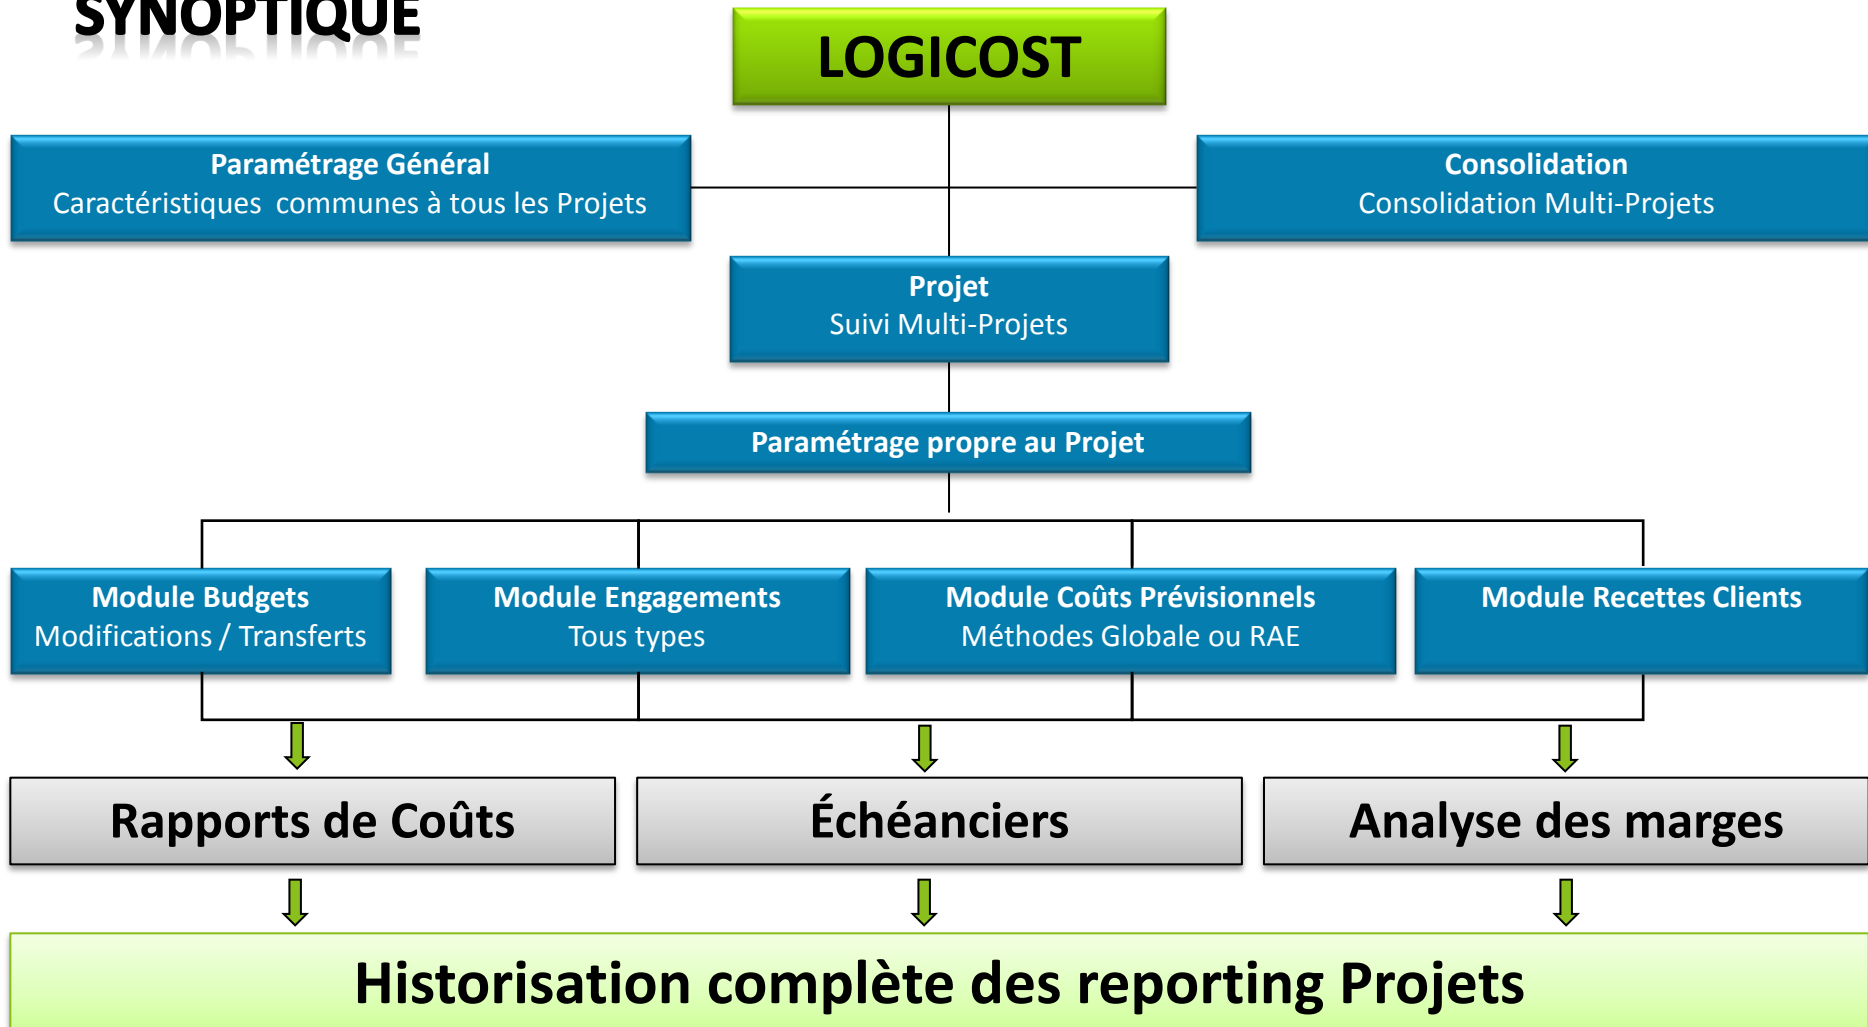 SYNOPTIQUE
LOGICOST
Paramétrage Général
Caractéristiques communes à tous les Projets
Consolidation
Consolidation Multi-Projets
Projet
Suivi Multi-Projets
Paramétrage propre au Projet
Module Budgets
Modifications / Transferts
Module Engagements
Tous types
Module Coûts Prévisionnels
Méthodes Globale ou RAE
Module Recettes Clients
Rapports de Coûts
Échéanciers
Analyse des marges
Historisation complète des reporting Projets